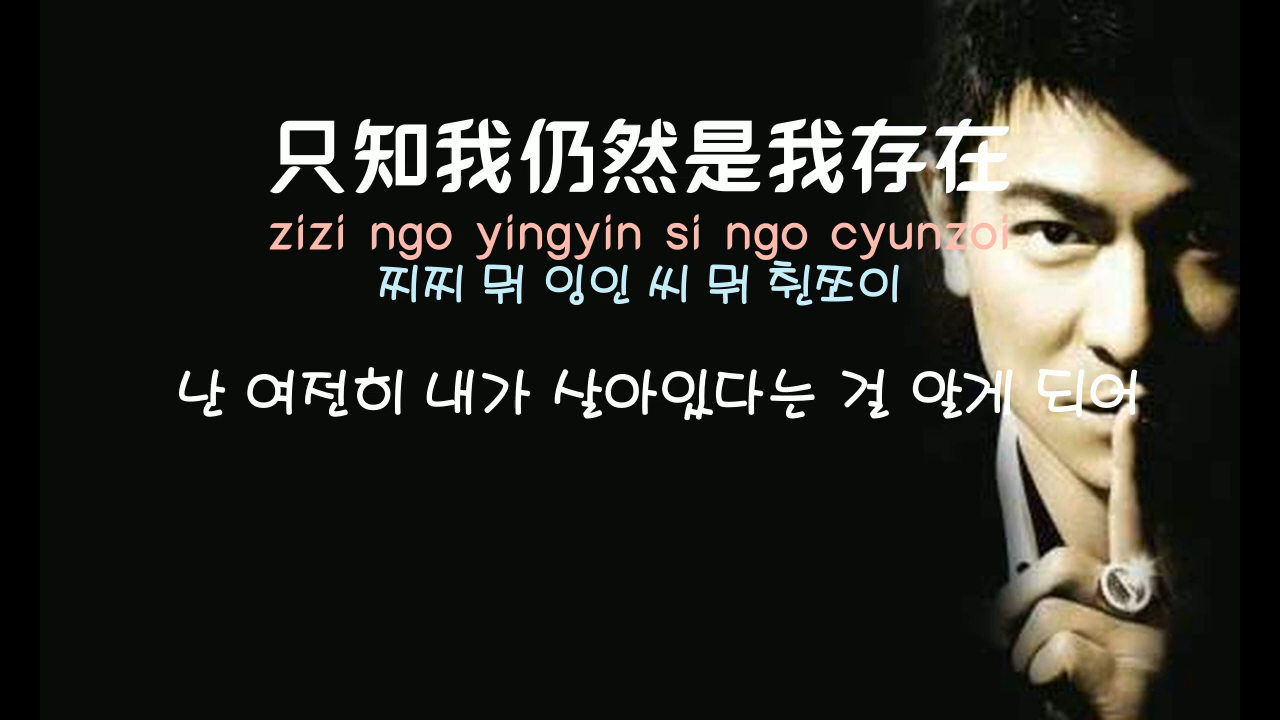 只知我仍然是我存在
zizi ngo yingyin si ngo cyunzoi
찌찌 뭐 잉인 씨 뭐 췬쪼이
난 여전히 내가 살아있다는 걸 알게 되어